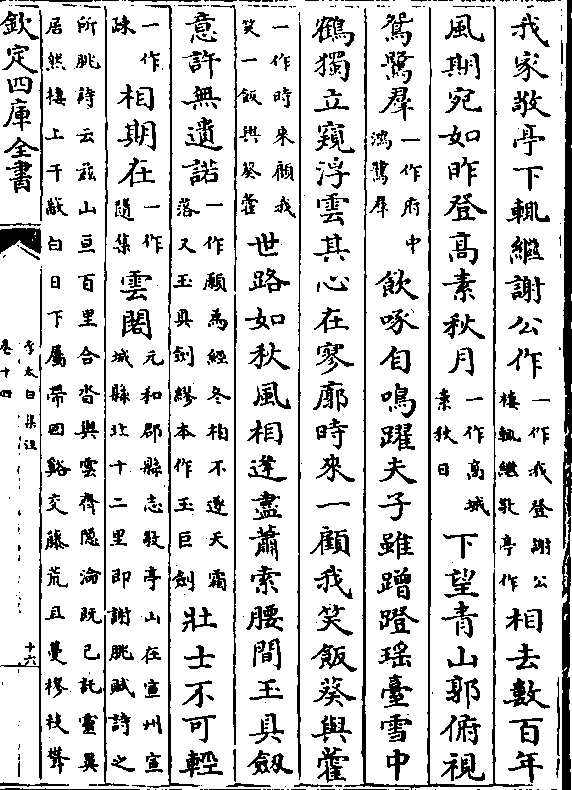 我家敬亭下輒繼謝公作一作我登謝公樓輒繼敬亭作相去數百年
風期宛如昨登高素秋月一作高城素秋日下望青山郭俯視
鴛鷺羣一作府中鴻鷺羣飲啄自鳴躍夫子雖蹭蹬瑤臺雪中
鶴獨立窺浮雲其心在寥廓時來一顧我笑飯葵與藿
一作時來顧我笑一飯與葵藿世路如秋風相逢盡蕭索腰間玉具劔
意許無遺諾一作願為經冬柏不逐天霜落又玉具劍繆本作玉巨劍壯士不可輕
一作疎相期在一作隨集雲閣元和郡縣志敬亭山在宣州宣城縣北十二里即謝朓賦詩之
所朓詩云兹山亘百里合沓與雲齊隱淪既已託靈異
居然棲上干蔽白日下屬帶囬谿交藤荒且蔓樛枝聳
欽定四庫全書
李太白集注
卷十四
十六